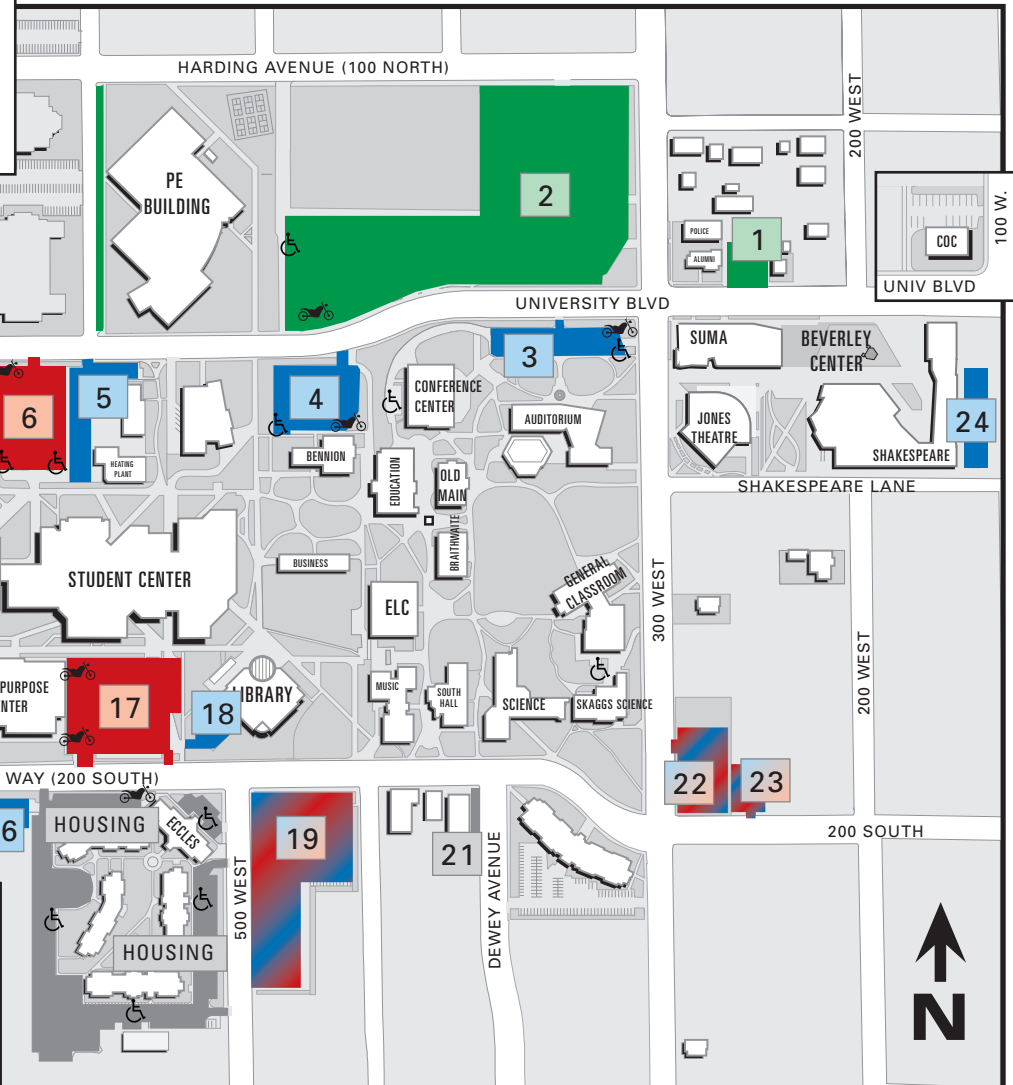 HARDING AVENUE (100 NORTH)
200 WEST
PE
BUILDING
2
POLICE
1
ALUMNI
COC
100 W.
UNIV BLVD
UNIVERSITY BLVD
SUMA
BEVERLEY
CENTER
3
6
5
4
CONFERENCE
CENTER
AUDITORIUM
JONES
THEATRE
24
SHAKESPEARE
HEATING
PLANT
BENNION
EDUCATION
OLD
MAIN
SHAKESPEARE LANE
BRAITHWAITE
STUDENT CENTER
BUSINESS
GENERAL
CLASSROOM
ELC
300 WEST
200 WEST
PURPOSE
NTER
17
18
LIBRARY
MUSIC
SOUTH
HALL
SCIENCE
SKAGGS SCIENCE
22
23
WAY (200 SOUTH)
6
HOUSING
ECCLES
19
21
200 SOUTH
500 WEST
DEWEY AVENUE
HOUSING
N